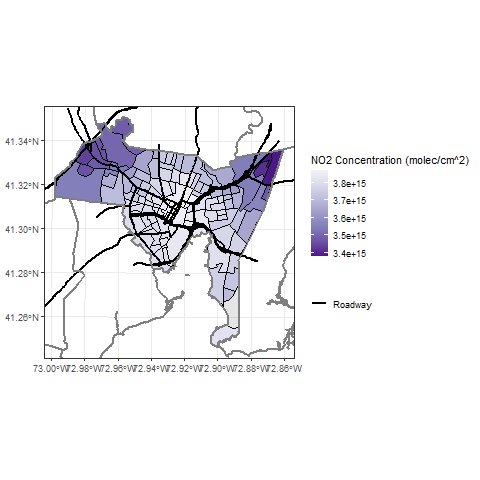 NO2 Concentration (molec/cm^2)
3.8e+15
3.7e+15
3.6e+15
3.5e+15
3.4e+15
Roadway
41.34°N
41.32°N
41.30°N
41.28°N
41.26°N
73.00°W 72.98°W 72.96°W 72.94°W 72.92°W 72.90°W 72.88°W 72.86°W